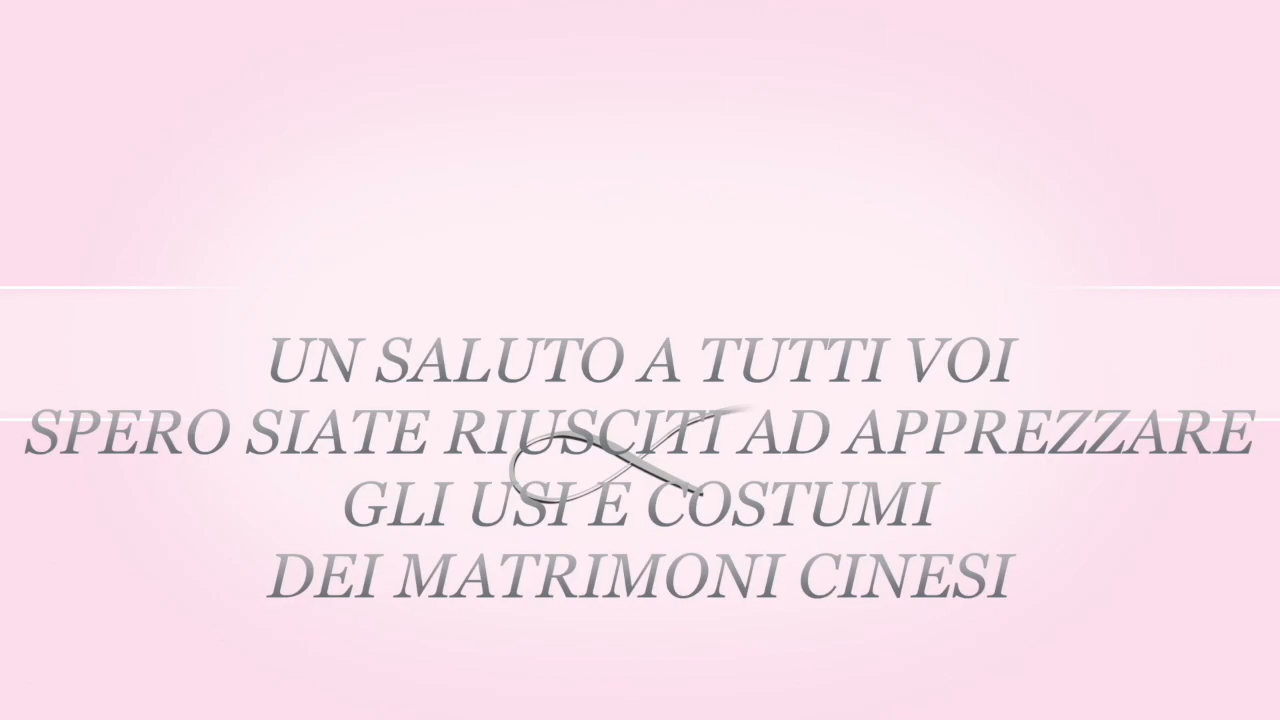 UN SALUTO A TUTTI VOI
SPERO SIATE RIUSCITI AD APPREZZARE
GLI USI E COSTUMI
DEI MATRIMONI CINESI